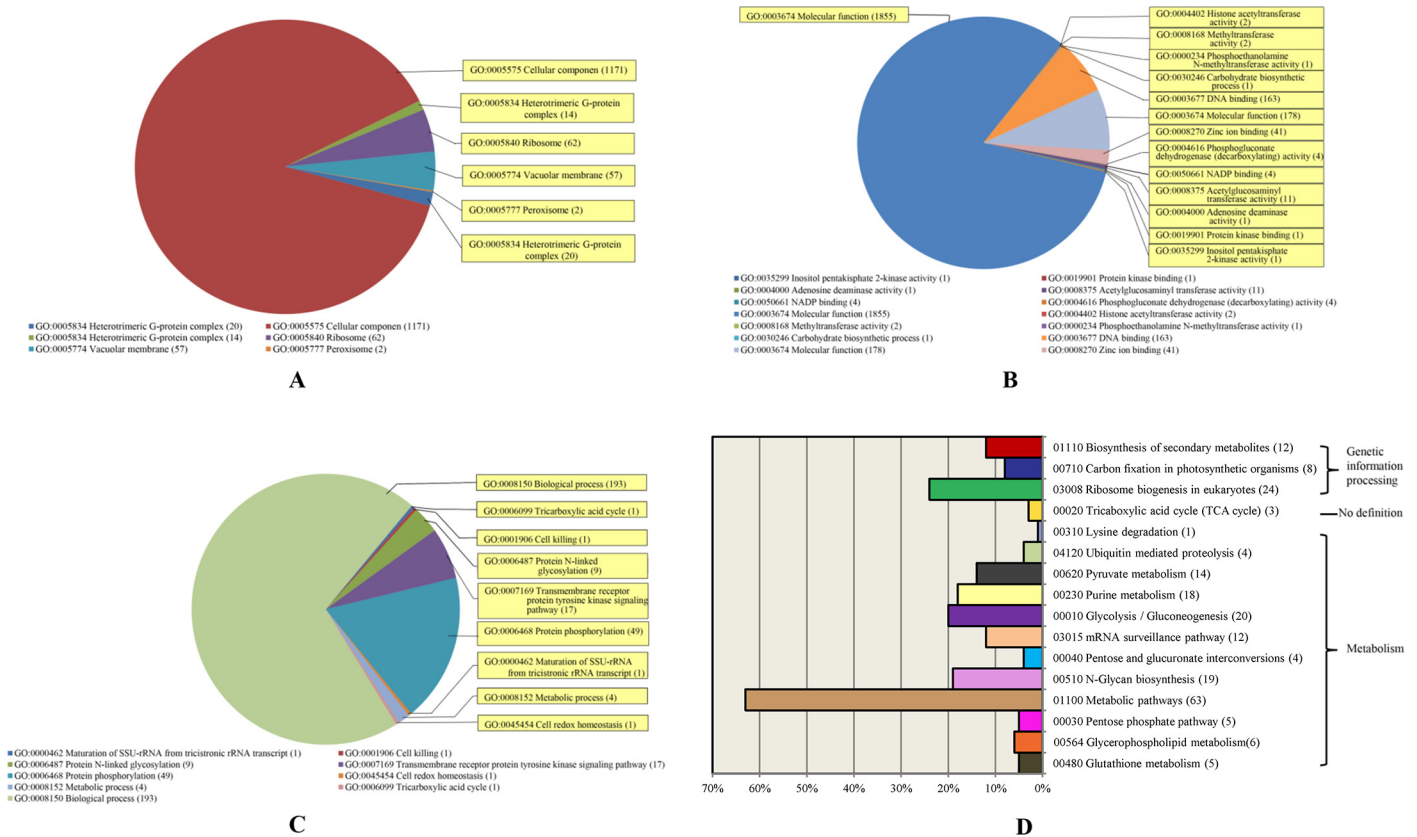 GO:0005575 Cellular componen (1171)
GO:0005834 Heterotrimeric G-protein
complex (14)
GO:0005840 Ribosome (62)
GO:0005774 Vacuolar membrane (57)
GO:0005777 Peroxisome (2)
GO:0005834 Heterotrimeric G-protein
complex (20)
GO:0005834 Heterotrimeric G-protein complex (20)
GO:0005575 Cellular componen (1171)
GO:0005834 Heterotrimeric G-protein complex (14)
GO:0005840 Ribosome (62)
GO:0005774 Vacuolar membrane (57)
GO:0005777 Peroxisome (2)
A
GO:0003674 Molecular function (1855)
GO:0004402 Histone acetyltransferase
activity (2)
GO:0008168 Methyltransferase
activity (2)
GO:0000234 Phosphoethanolamine
N-methyltransferase activity (1)
GO:0030246 Carbohydrate biosynthetic
process (1)
GO:0003677 DNA binding (163)
GO:0003674 Molecular function (178)
GO:0008270 Zinc ion binding (41)
GO:0004616 Phosphogluconate
dehydrogenase (decarboxylating) activity (4)
GO:0050661 NADP binding (4)
GO:0008375 Acetylglucosaminyl
transferase activity (11)
GO:0004000 Adenosine deaminase
activity (1)
GO:0019901 Protein kinase binding (1)
GO:0035299 Inositol pentakisphate
2-kinase activity (1)
GO:0035299 Inositol pentakisphate 2-kinase activity (1)
GO:0019901 Protein kinase binding (1)
GO:0004000 Adenosine deaminase activity (1)
GO:0008375 Acetylglucosaminyl transferase activity (11)
GO:0050661 NADP binding (4)
GO:0004616 Phosphogluconate dehydrogenase (decarboxylating) activity (4)
GO:0003674 Molecular function (1855)
GO:0004402 Histone acetyltransferase activity (2)
GO:0008168 Methyltransferase activity (2)
GO:0000234 Phosphoethanolamine N-methyltransferase activity (1)
GO:0030246 Carbohydrate biosynthetic process (1)
GO:0003677 DNA binding (163)
GO:0003674 Molecular function (178)
GO:0008270 Zinc ion binding (41)
B
GO:0008150 Biological process (193)
GO:0006099 Tricarboxylic acid cycle (1)
GO:0001906 Cell killing (1)
GO:0006487 Protein N-linked
glycosylation (9)
GO:0007169 Transmembrane receptor
protein tyrosine kinase signaling
pathway (17)
GO:0006468 Protein phosphorylation (49)
GO:0000462 Maturation of SSU-rRNA
from tricistronic rRNA transcript (1)
GO:0008152 Metabolic process (4)
GO:0045454 Cell redox homeostasis (1)
GO:0000462 Maturation of SSU-rRNA from tricistronic rRNA transcript (1)
GO:0001906 Cell killing (1)
GO:0006487 Protein N-linked glycosylation (9)
GO:0007169 Transmembrane receptor protein tyrosine kinase signaling pathway (17)
GO:0006468 Protein phosphorylation (49)
GO:0045454 Cell redox homeostasis (1)
GO:0008152 Metabolic process (4)
GO:0006099 Tricarboxylic acid cycle (1)
GO:0008150 Biological process (193)
C
01110 Biosynthesis of secondary metabolites (12)
00710 Carbon fixation in photosynthetic organisms (8)
03008 Ribosome biogenesis in eukaryotes (24)
00020 Tricaboxylic acid cycle (TCA cycle) (3)
00310 Lysine degradation (1)
04120 Ubiquitin mediated proteolysis (4)
00620 Pyruvate metabolism (14)
00230 Purine metabolism (18)
00010 Glycolysis / Gluconeogenesis (20)
03015 mRNA surveillance pathway (12)
00040 Pentose and glucuronate interconversions (4)
00510 N-Glycan biosynthesis (19)
01100 Metabolic pathways (63)
00030 Pentose phosphate pathway (5)
00564 Glycerophospholipid metabolism(6)
00480 Glutathione metabolism (5)
Genetic
information
processing
No definition
Metabolism
70% 60% 50% 40% 30% 20% 10% 0%
D